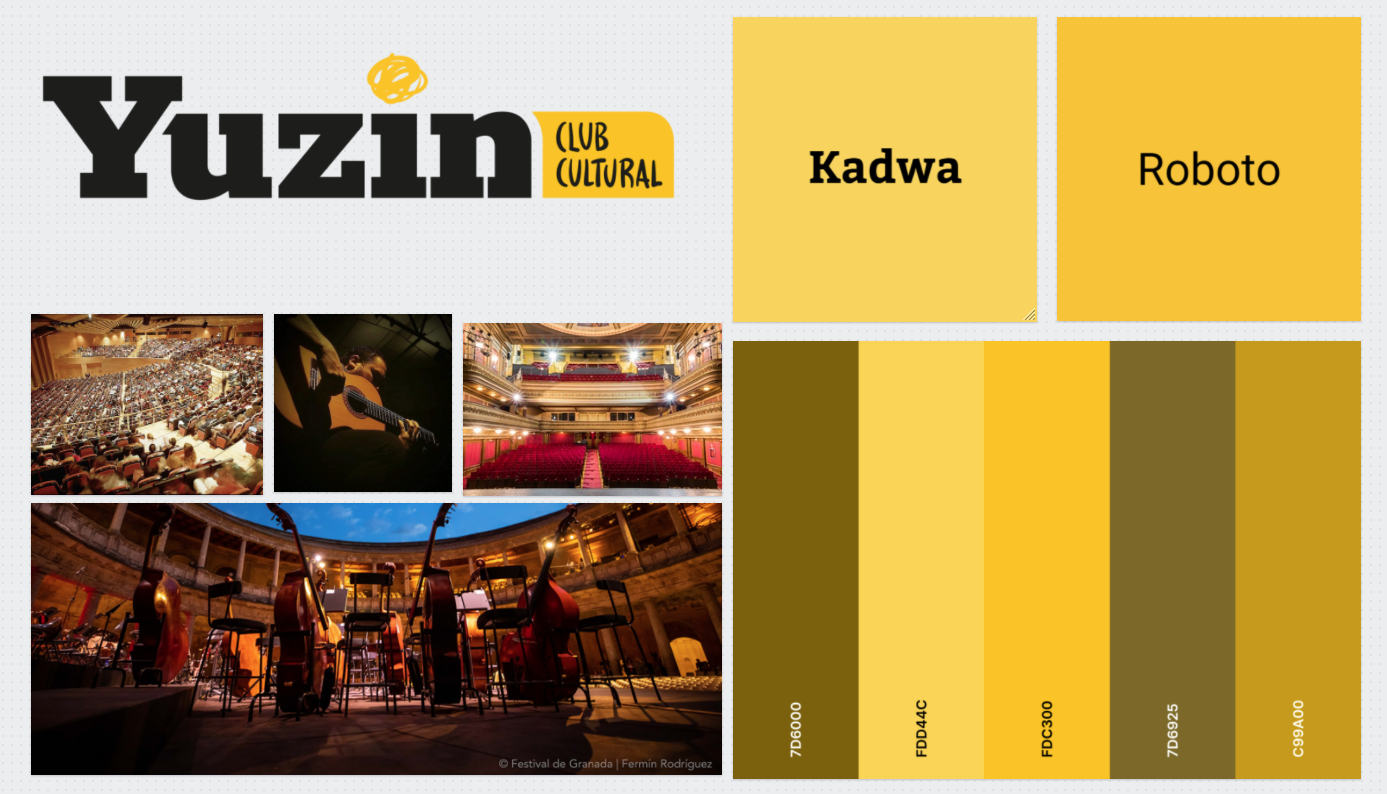 Yuzin
CLUB
CULTURAL
Kadwa
Roboto
© Festival de Granada | Fermín Rodríguez
7D6000
FDD44C
FDC300
7D6925
C99A00